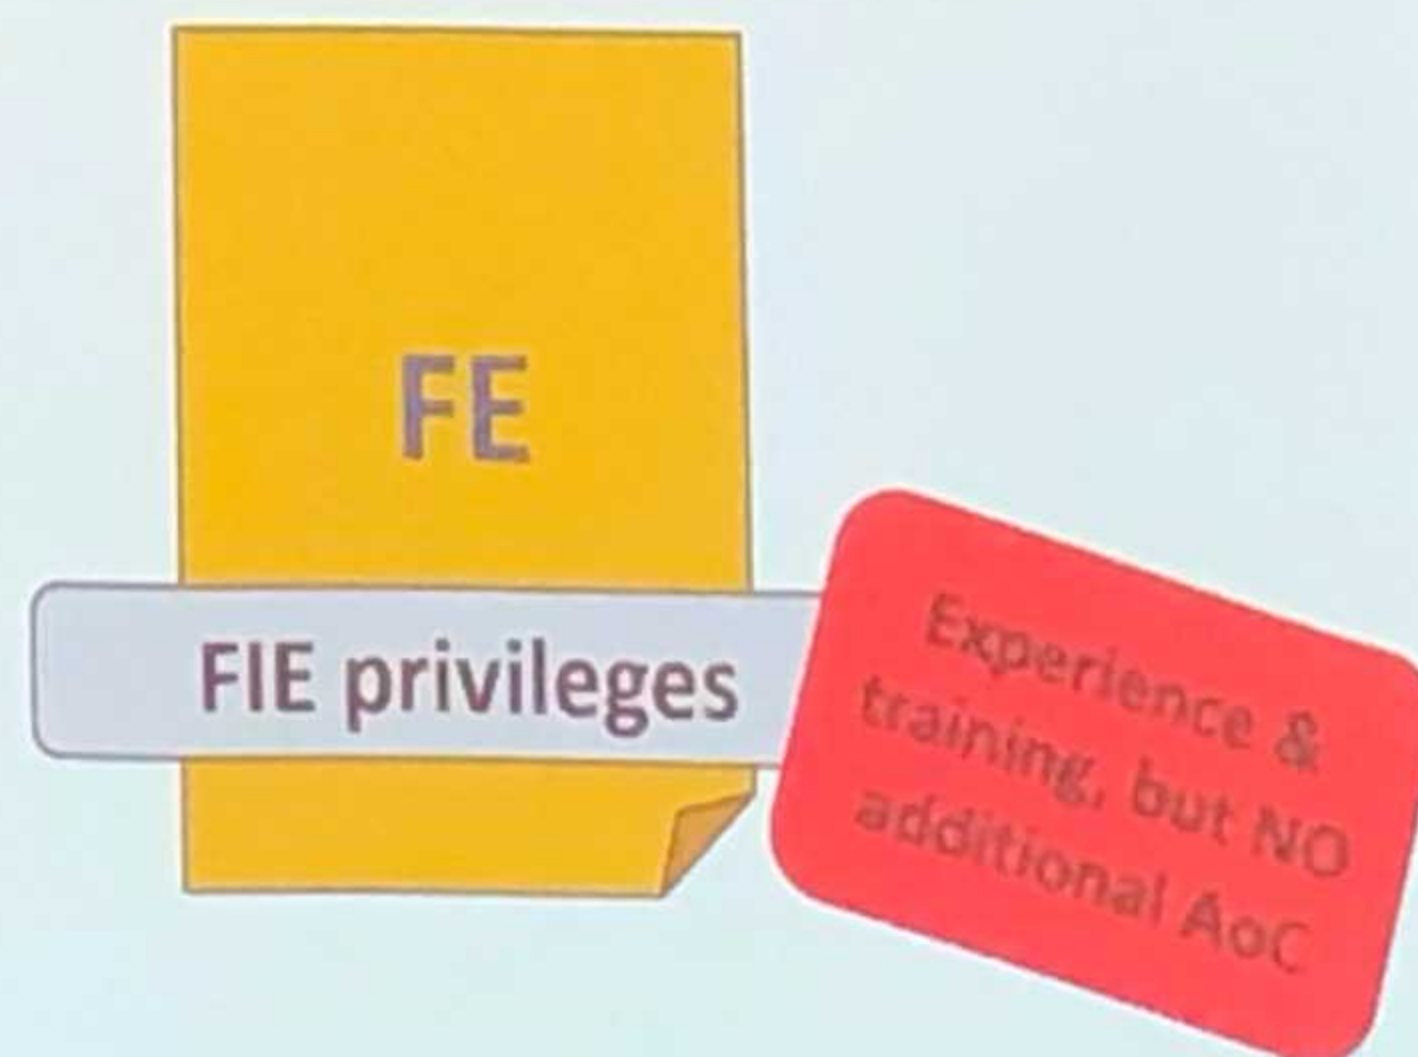 FE
FIE privileges
Experience &
training, but NO
additional AoC